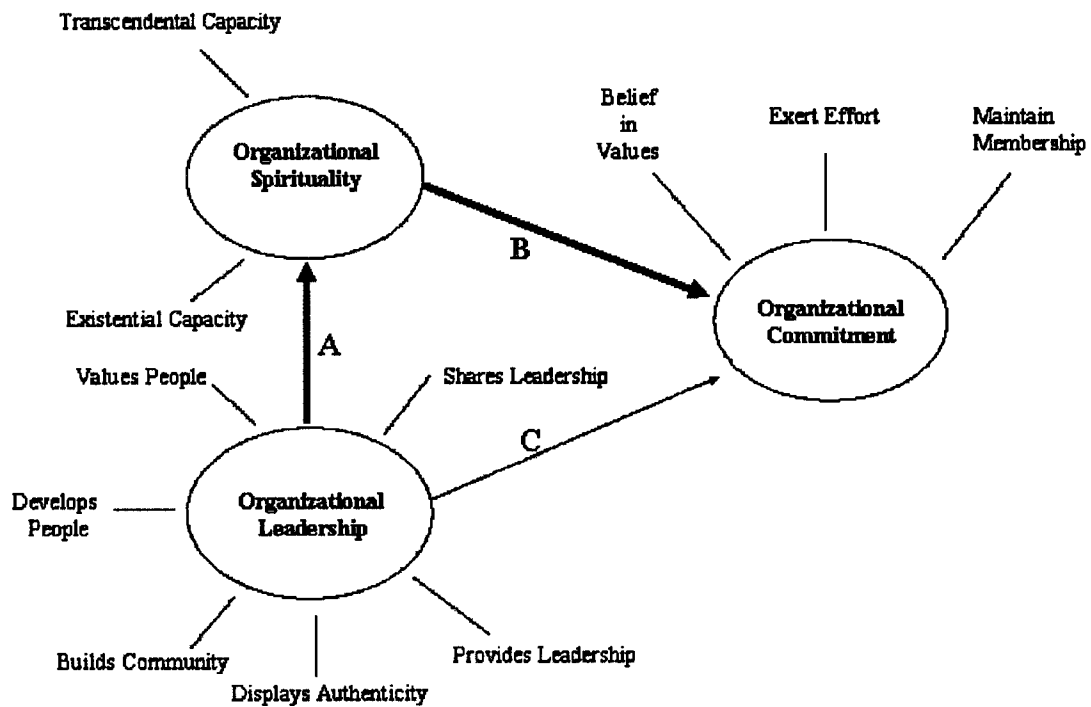 Transcendental Capacity
Organizational
Spirituality
Existential Capacity
Belief
in
Values
Exert Effort
Maintain
Membership
B
Organizational
Commitment
A
Values People
Shares Leadership
C
Develops
People
Organizational
Leadership
Builds Community
Displays Authenticity
Provides Leadership